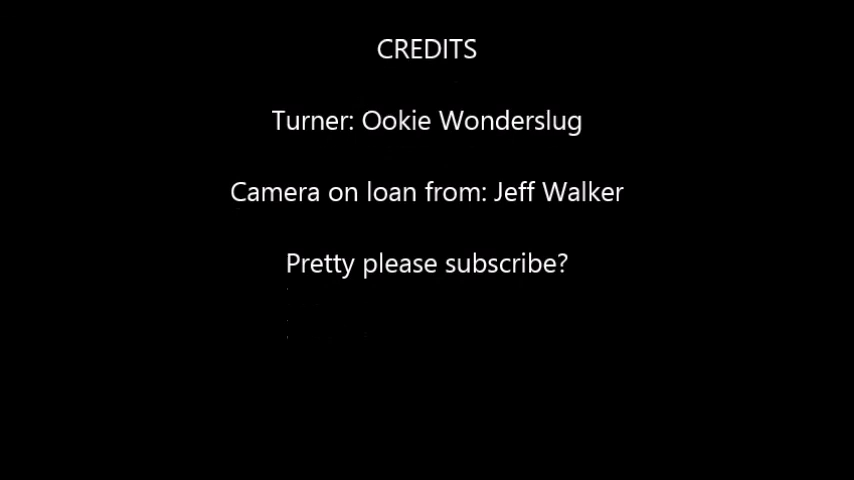 CREDITS
Turner: Ookie Wonderslug
Camera on loan from: Jeff Walker
Pretty please subscribe?